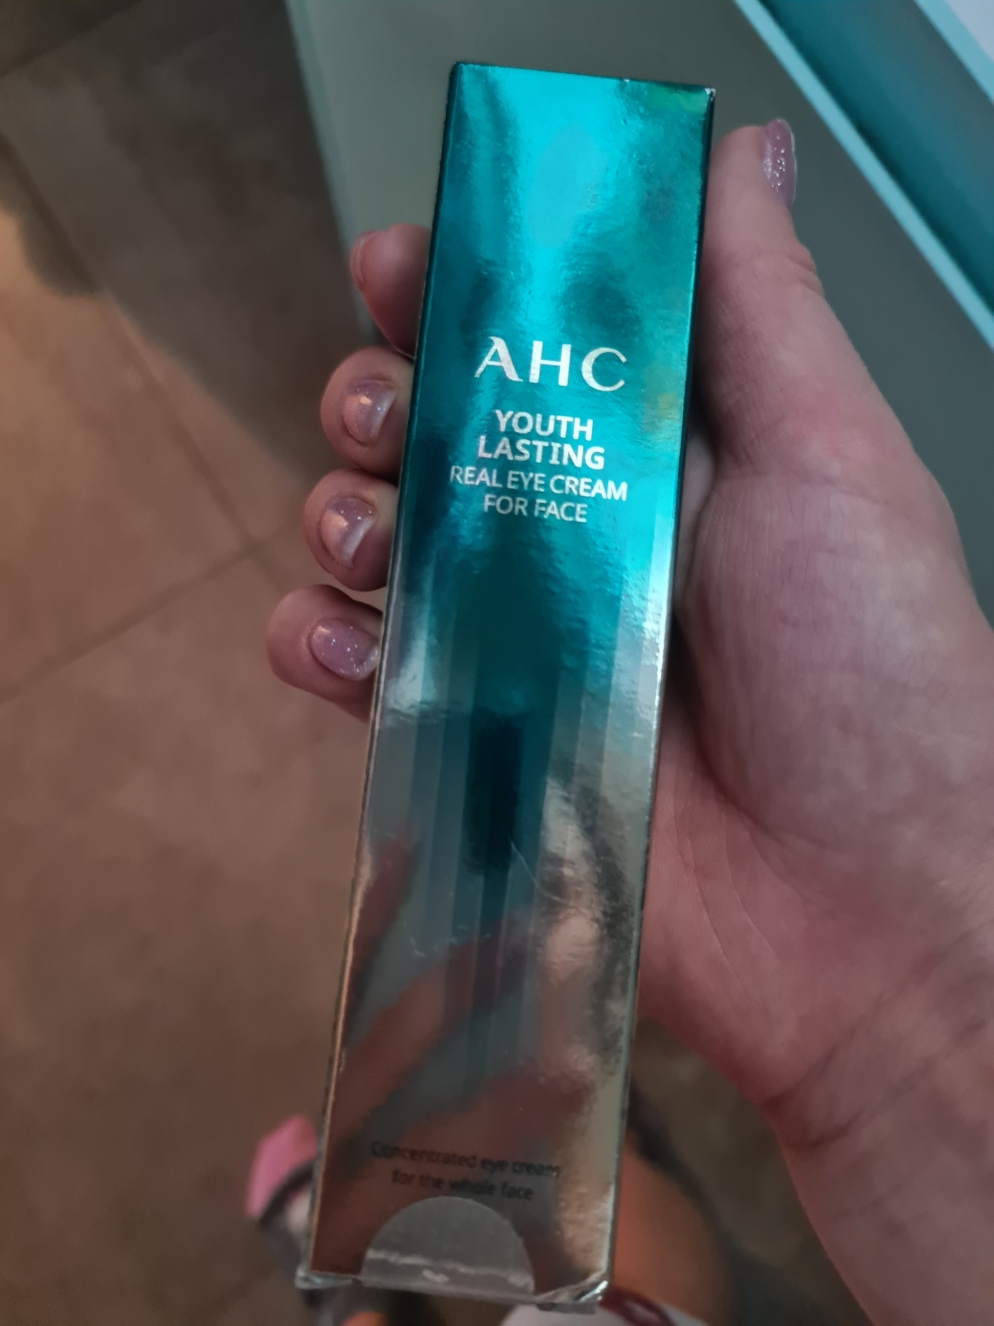 AHC
YOUTH
LASTING
REAL EYE CREAM
FOR FACE
Concentrated eye cream
for the whole face